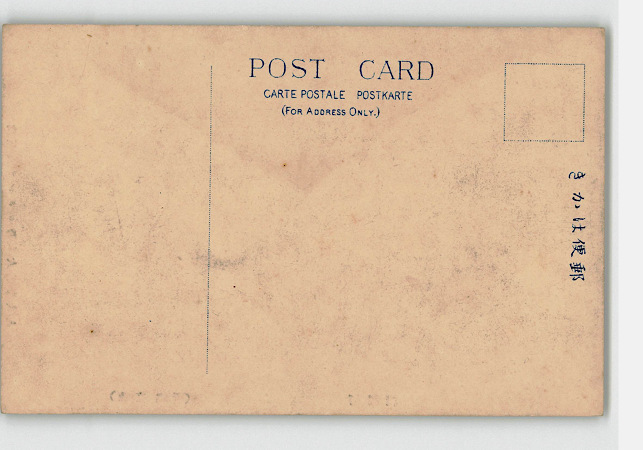 POST CARD
CARTE POSTALE POSTKARTE
(FOR ADDRESS ONLY.)
きかは便郵